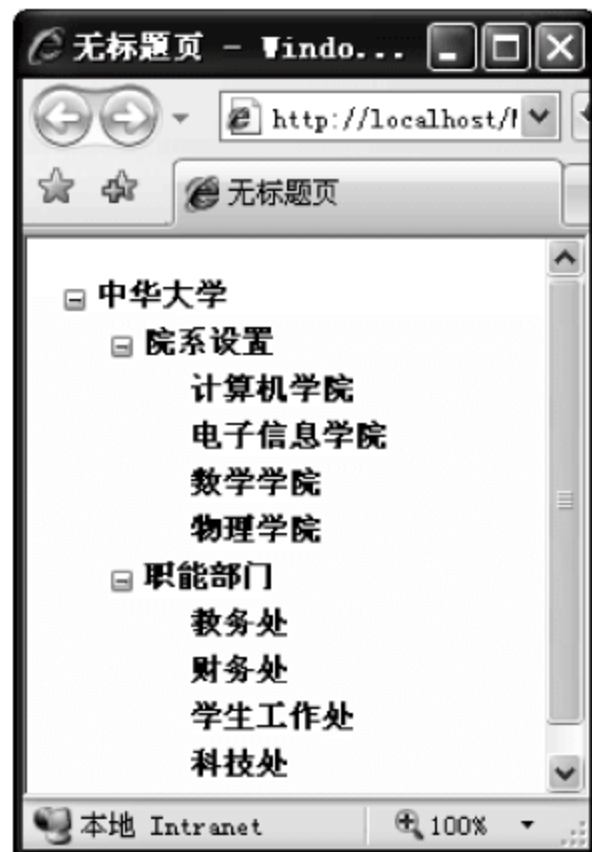 无标题页 - Windo...
http://localhost/
无标题页
中华大学
院系设置
计算机学院
电子信息学院
数学学院
物理学院
职能部门
教务处
财务处
学生工作处
科技处
本地 Intranet
100%